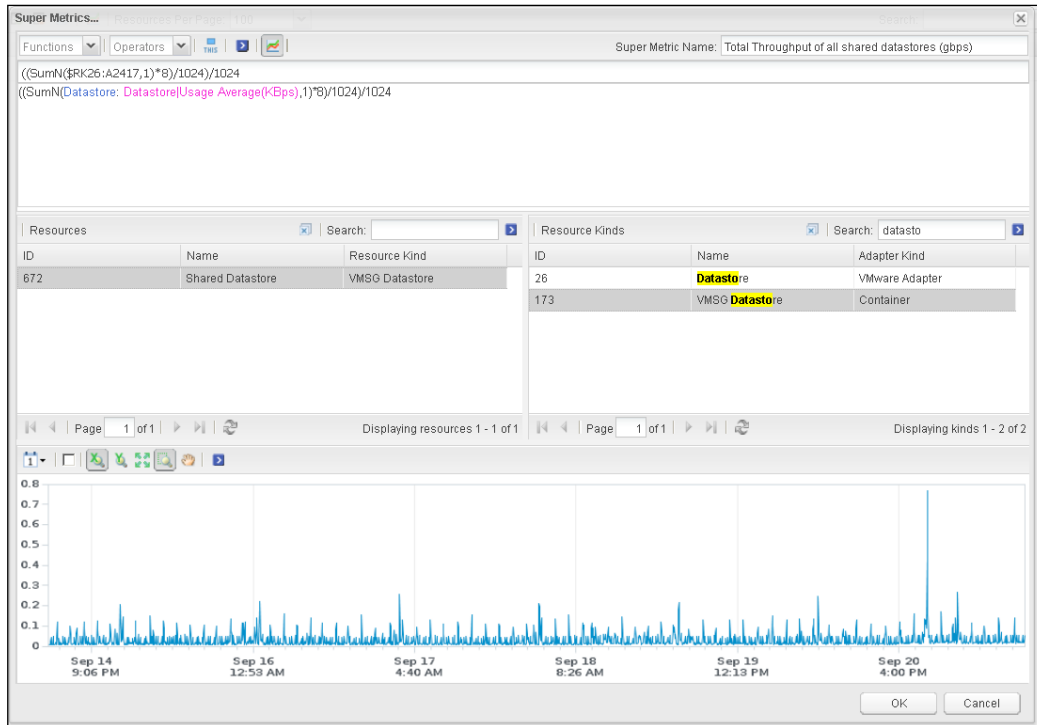 Super Metrics...
Resources Per Page: 100
Search:
Functions
Operators
THIS
Super Metric Name:
Total Throughput of all shared datastores (gbps)
((SumN($RK26:A2417,1)*8)/1024)/1024
((SumN(Datastore: Datastore|Usage Average(KBps),1)*8)/1024)/1024
Resources
Search:
Resource Kinds
Search:
datasto
ID Name Resource Kind
ID Name Adapter Kind
672 Shared Datastore VMSG Datastore
26 Datastore VMware Adapter
173 VMSG Datastore Container
Page 1 of 1
Displaying resources 1 - 1 of 1
Page 1 of 1
Displaying kinds 1 - 2 of 2
1
0.8
0.7
0.6
0.5
0.4
0.3
0.2
0.1
0
Sep 14
9:06 PM
Sep 16
12:53 AM
Sep 17
4:40 AM
Sep 18
8:26 AM
Sep 19
12:13 PM
Sep 20
4:00 PM
OK
Cancel